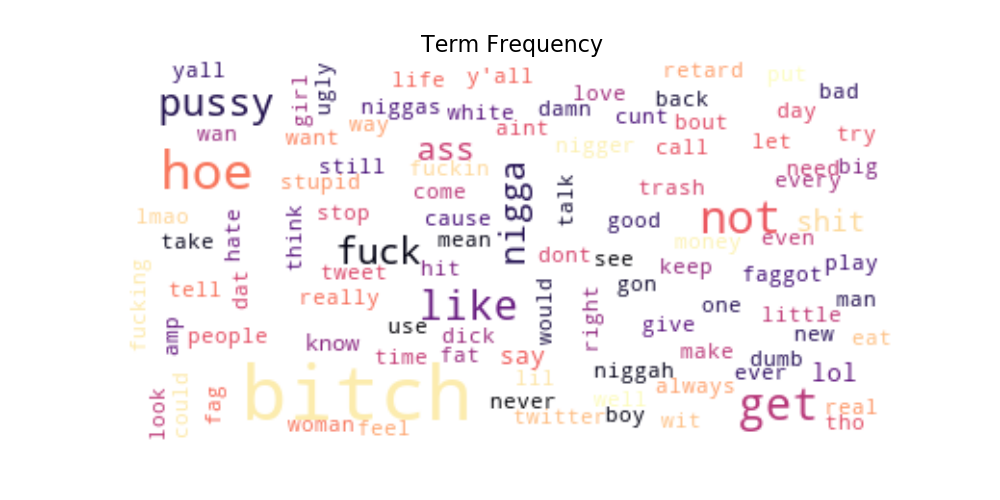 Term Frequency
yall
pussy
girl
ugly
life
y'all
retard
put
niggas
white
damn
love
back
bad
cunt
bout
day
wan
want
way
aint
nigger
call
let
try
hoe
still
stupid
ass
fuckin
come
nigga
talk
trash
need
every
big
lmao
take
hate
think
stop
cause
mean
fuck
good
dont
see
not
shit
money
even
fucking
tell
dat
tweet
hit
keep
faggot
play
gon
amp
people
really
like
would
right
one
man
little
give
new
eat
use
know
dick
time
fat
say
make
dumb
ever
lol
look
could
fag
bitch
lil
never
niggah
always
well
get
real
woman
feel
twitter
boy
wit
tho